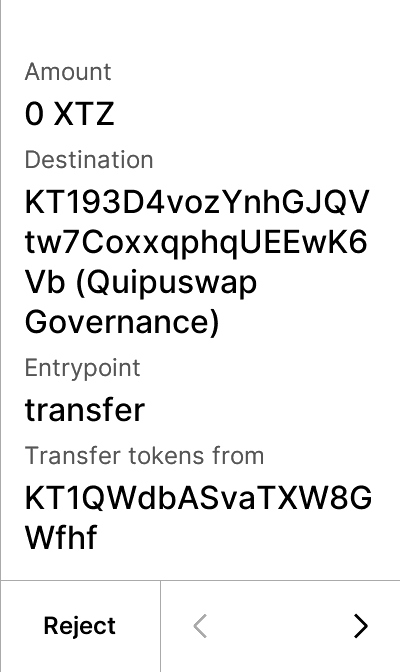 Amount
0 XTZ
Destination
KT193D4vozYnhGJQV
tw7CoxxqphqUEEwK6
Vb (Quipuswap
Governance)
Entrypoint
transfer
Transfer tokens from
KT1QWdbASvaTXW8G
Wfhf
Reject